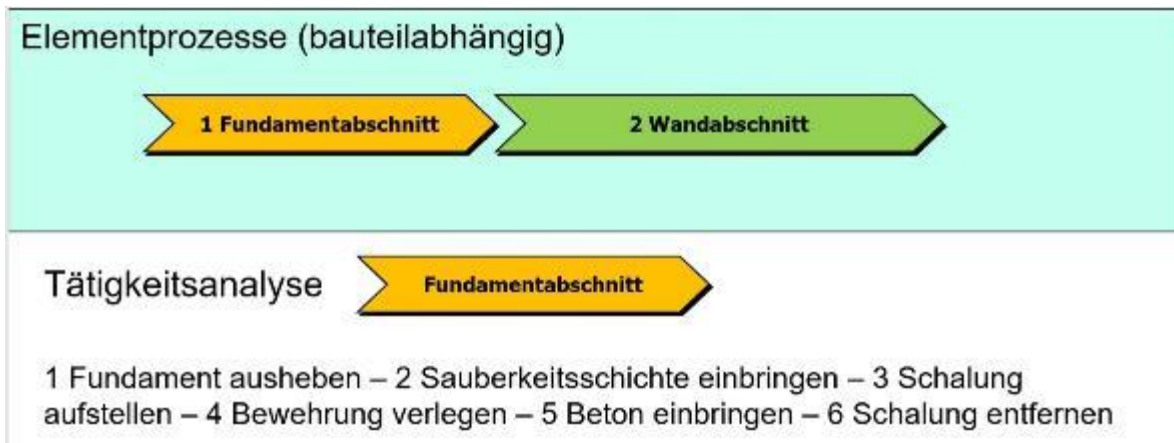 Elementprozesse (bauteilabhängig)
1 Fundamentabschnitt
2 Wandabschnitt
Tätigkeitsanalyse
Fundamentabschnitt
1 Fundament ausheben – 2 Sauberkeitsschichte einbringen – 3 Schalung
aufstellen – 4 Bewehrung verlegen – 5 Beton einbringen – 6 Schalung entfernen